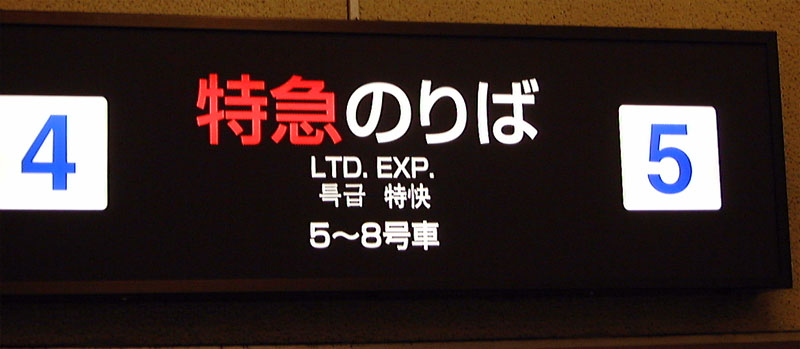 4
特急のりば
LTD. EXP.
특급 特快
5～8号車
5